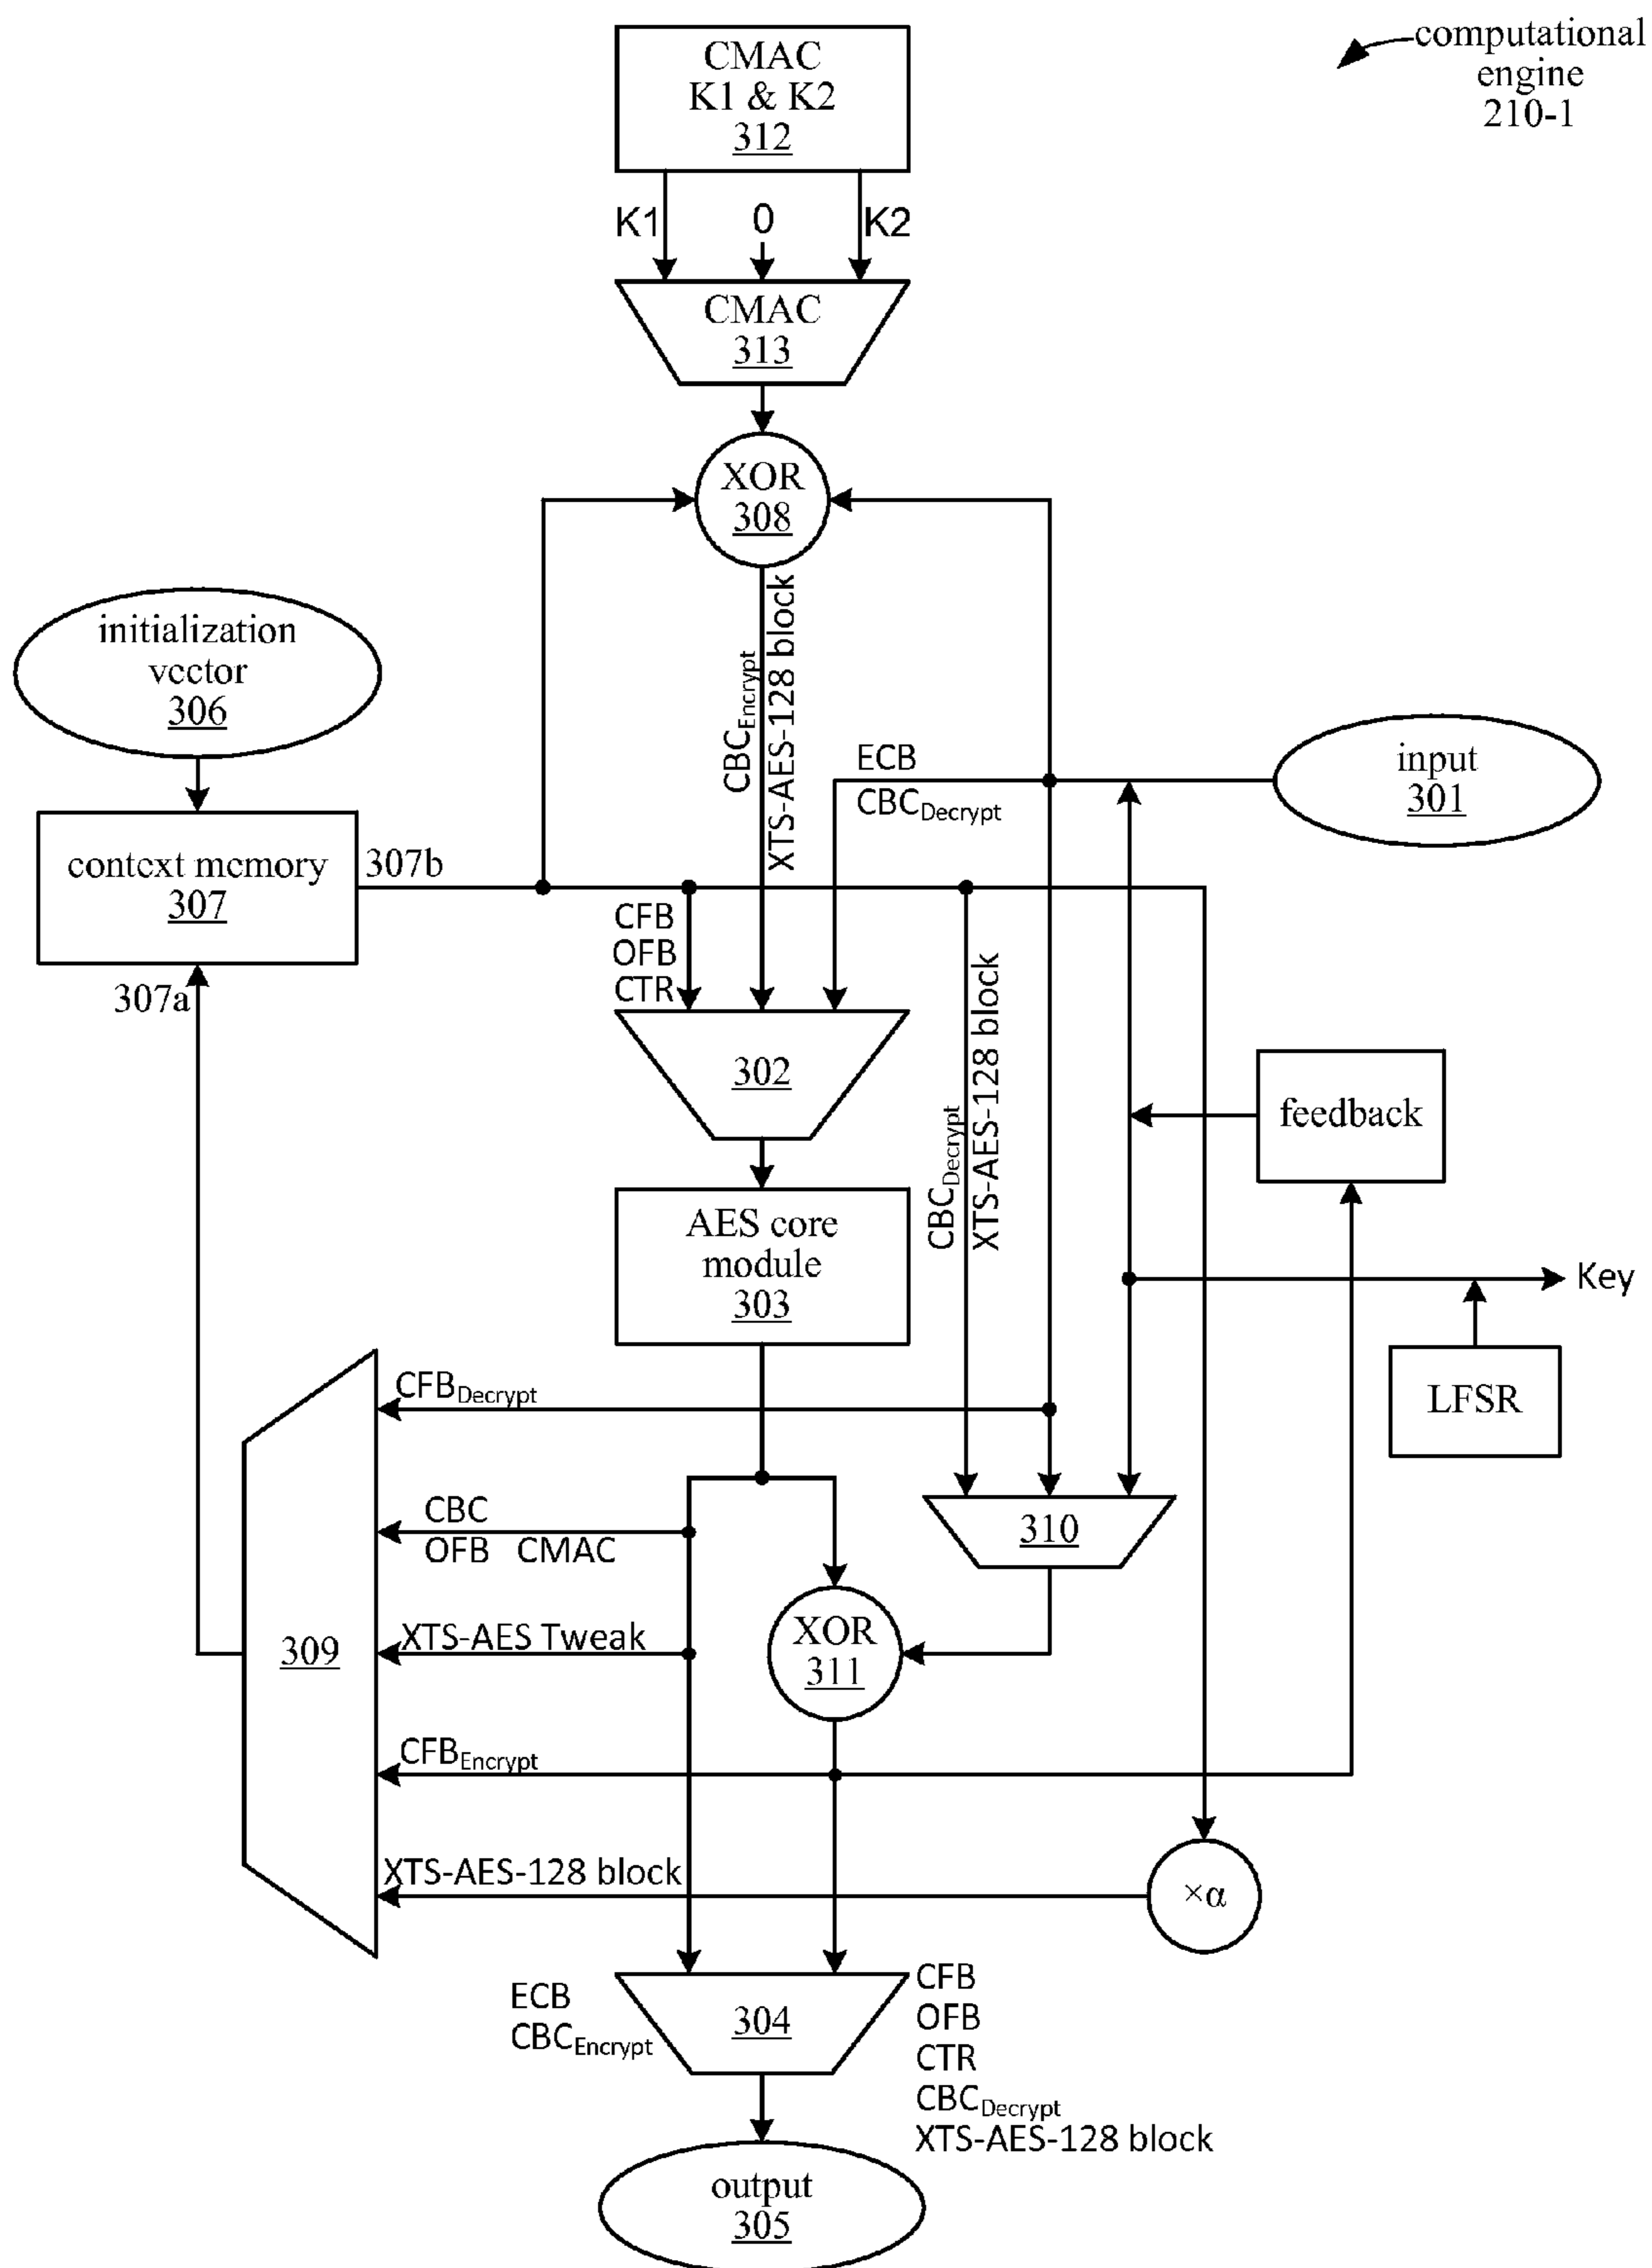 computational
engine
210-1
CMAC
K1 & K2
312
K1 0 K2
CMAC
313
XOR
308
CBCEncrypt
XTS-AES-128 block
initialization
vector
306
ECB
CBCDecrypt
input
301
context memory
307
307b
307a
CFB
OFB
CTR
302
CBCDecrypt
XTS-AES-128 block
feedback
AES core
module
303
Key
LFSR
CFBDecrypt
CBC
OFB CMAC
310
309
XTS-AES Tweak
XOR
311
CFBEncrypt
XTS-AES-128 block
×α
ECB
CBCEncrypt
304
CFB
OFB
CTR
CBCDecrypt
XTS-AES-128 block
output
305